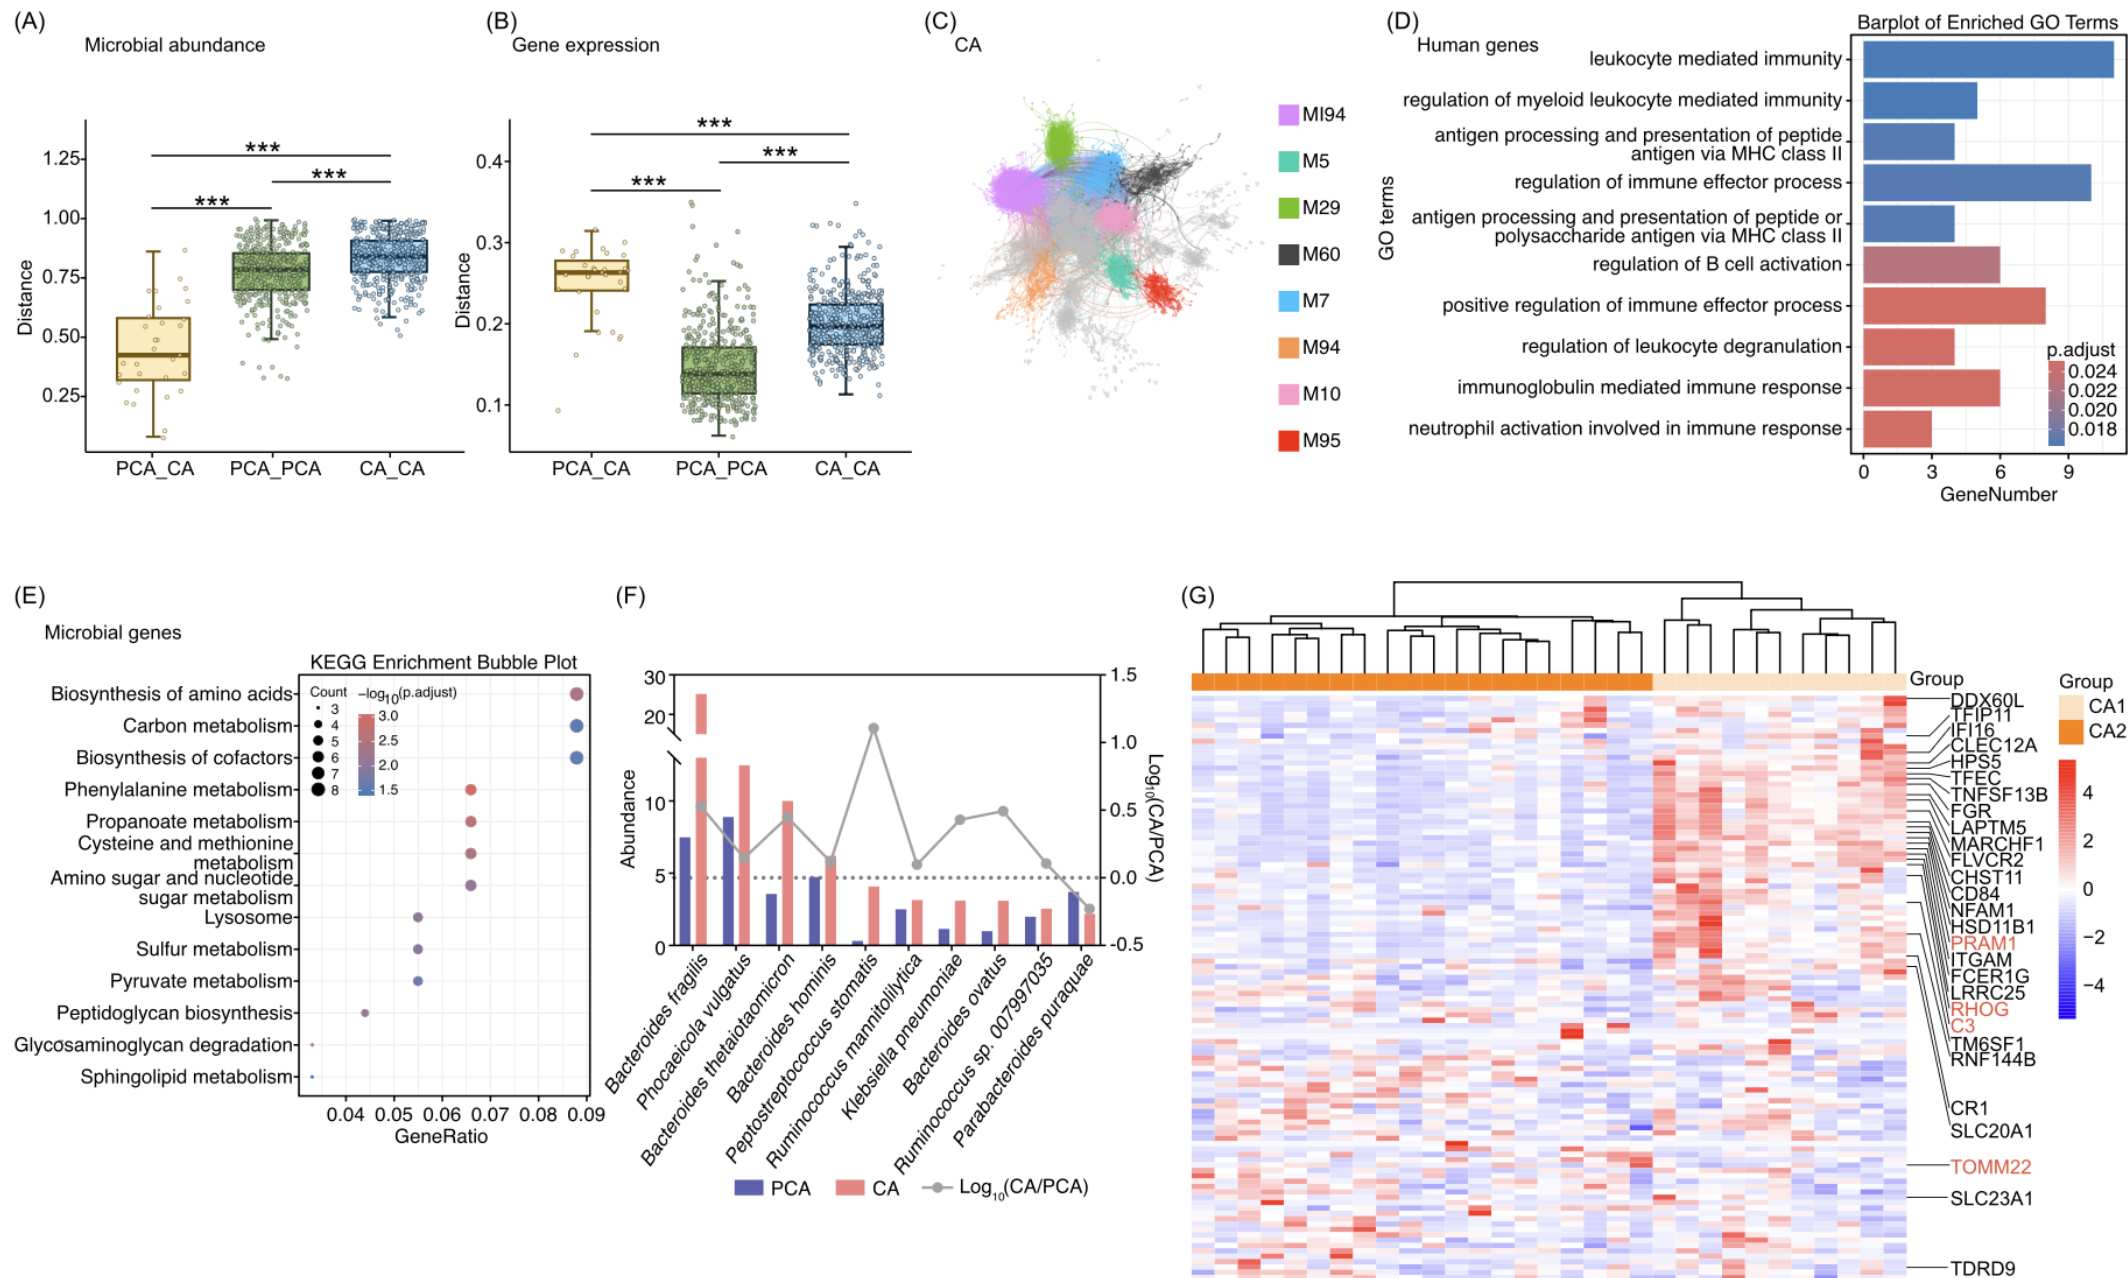 (A)
Microbial abundance
Distance
1.25
1.00
0.75
0.50
0.25
***
***
***
PCA_CA
PCA_PCA
CA_CA
(B)
Gene expression
Distance
0.4
0.3
0.2
0.1
***
***
***
PCA_CA
PCA_PCA
CA_CA
(C)
CA
MI94
M5
M29
M60
M7
M94
M10
M95
(D)
Human genes
Barplot of Enriched GO Terms
GO terms
leukocyte mediated immunity
regulation of myeloid leukocyte mediated immunity
antigen processing and presentation of peptide
antigen via MHC class II
regulation of immune effector process
antigen processing and presentation of peptide or
polysaccharide antigen via MHC class II
regulation of B cell activation
positive regulation of immune effector process
regulation of leukocyte degranulation
immunoglobulin mediated immune response
neutrophil activation involved in immune response
p.adjust
0.024
0.022
0.020
0.018
0
3
6
9
GeneNumber
(E)
Microbial genes
KEGG Enrichment Bubble Plot
Biosynthesis of amino acids
Carbon metabolism
Biosynthesis of cofactors
Phenylalanine metabolism
Propanoate metabolism
Cysteine and methionine
metabolism
Amino sugar and nucleotide
sugar metabolism
Lysosome
Sulfur metabolism
Pyruvate metabolism
Peptidoglycan biosynthesis
Glycosaminoglycan degradation
Sphingolipid metabolism
Count
3
4
5
6
7
8
−log10(p.adjust)
3.0
2.5
2.0
1.5
0.04
0.05
0.06
0.07
0.08
0.09
GeneRatio
(F)
Abundance
30
20
10
5
0
1.5
1.0
0.5
0.0
-0.5
Log10(CA/PCA)
Bacteroides fragilis
Phocaeicola vulgatus
Bacteroides thetaiotaomicron
Bacteroides hominis
Peptostreptococcus stomatis
Ruminococcus mannitolilytica
Klebsiella pneumoniae
Bacteroides ovatus
Ruminococcus sp. 007997035
Parabacteroides puraquae
PCA
CA
Log10(CA/PCA)
(G)
Group
DDX60L
TFIP11
IFI16
CLEC12A
HPS5
TFEC
TNFSF13B
FGR
LAPTM5
MARCHF1
FLVCR2
CHST11
CD84
NFAM1
HSD11B1
PRAM1
ITGAM
FCER1G
LRRC25
RHOG
C3
TM6SF1
RNF144B
CR1
SLC20A1
TOMM22
SLC23A1
TDRD9
Group
CA1
CA2
4
2
0
−2
−4